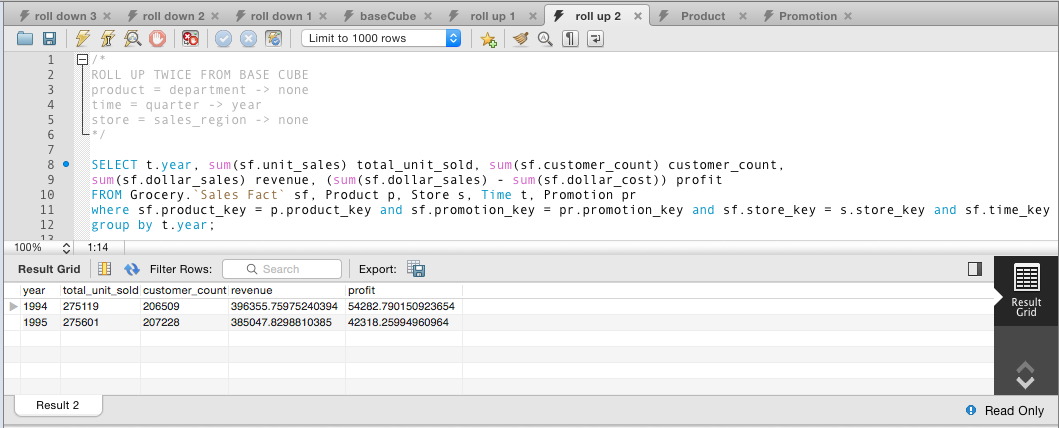 roll down 3 × roll down 2 × roll down 1 × baseCube × roll up 1 × roll up 2 × Product × Promotion ×
Limit to 1000 rows
1 /*
2 ROLL UP TWICE FROM BASE CUBE
3 product = department -> none
4 time = quarter -> year
5 store = sales_region -> none
6 */
7
8 SELECT t.year, sum(sf.unit_sales) total_unit_sold, sum(sf.customer_count) customer_count,
9 sum(sf.dollar_sales) revenue, (sum(sf.dollar_sales) - sum(sf.dollar_cost)) profit
10 FROM Grocery.`Sales Fact` sf, Product p, Store s, Time t, Promotion pr
11 where sf.product_key = p.product_key and sf.promotion_key = pr.promotion_key and sf.store_key = s.store_key and sf.time_key
12 group by t.year;
13
100% 1:14
Result Grid Filter Rows: Search Export:
year total_unit_sold customer_count revenue profit
1994 275119 206509 396355.75975240394 54282.790150923654
1995 275601 207228 385047.8298810385 42318.25994960964
Result
Grid
Result 2
Read Only